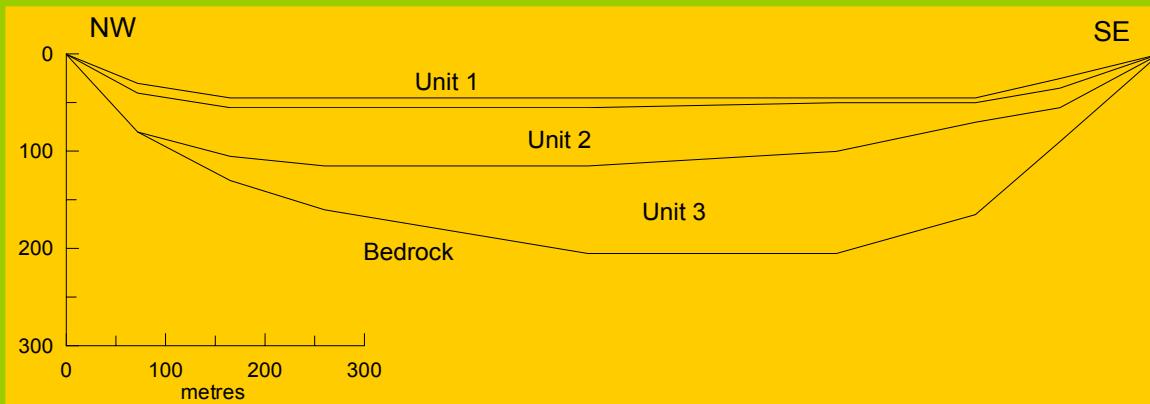 NW SE
0
Unit 1
100
Unit 2
Unit 3
200
Bedrock
300
0 100 200 300
metres